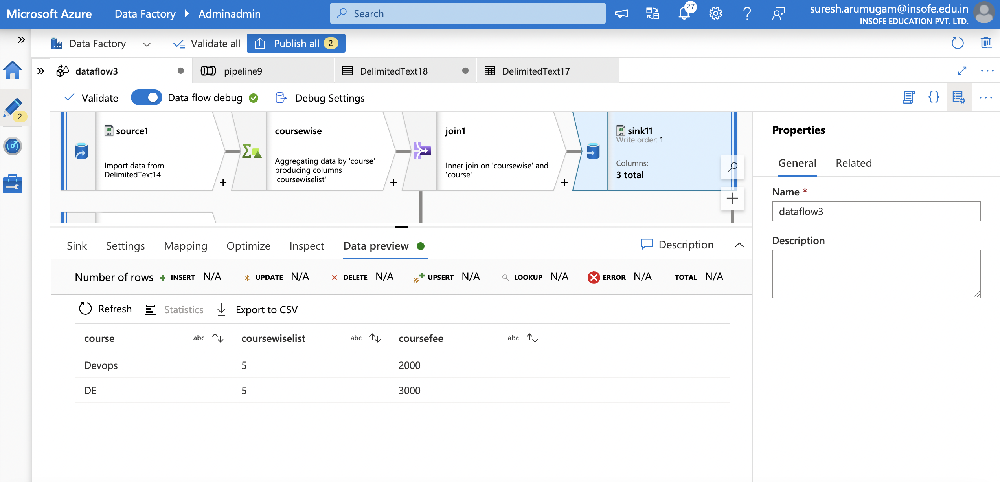 Microsoft Azure
Data Factory
Adminadmin
Search
27
suresh.arumugam@insofe.edu.in
INSOFE EDUCATION PVT. LTD.
Data Factory
Validate all
Publish all
2
2
dataflow3
pipeline9
DelimitedText18
DelimitedText17
Validate
Data flow debug
Debug Settings
{}
CSV
source1
Import data from
DelimitedText14
+
coursewise
Aggregating data by 'course'
producing columns
'coursewiselist'
+
join1
Inner join on 'coursewise' and
'course'
+
CSV
sink11
Write order: 1
Columns:
3 total
Sink
Settings
Mapping
Optimize
Inspect
Data preview
Description
Number of rows
INSERT N/A
UPDATE N/A
DELETE N/A
UPSERT N/A
LOOKUP N/A
ERROR N/A
TOTAL N/A
Refresh
Statistics
Export to CSV
course abc
coursewiselist abc
coursefee abc
Devops 5 2000
DE 5 3000
Properties
General
Related
Name *
dataflow3
Description